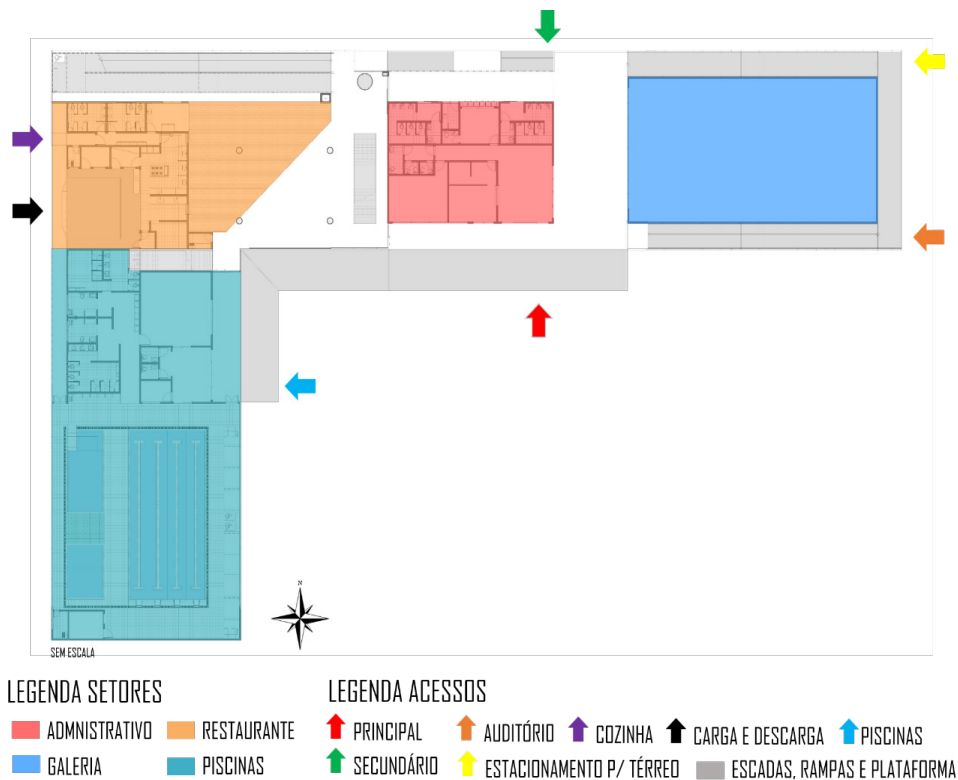 N
SEM ESCALA
LEGENDA SETORES
LEGENDA ACESSOS
ADMNISTRATIVO
RESTAURANTE
PRINCIPAL
AUDITÓRIO
COZINHA
CARGA E DESCARGA
PISCINAS
GALERIA
PISCINAS
SECUNDÁRIO
ESTACIONAMENTO P/ TÉRREO
ESCADAS, RAMPAS E PLATAFORMA